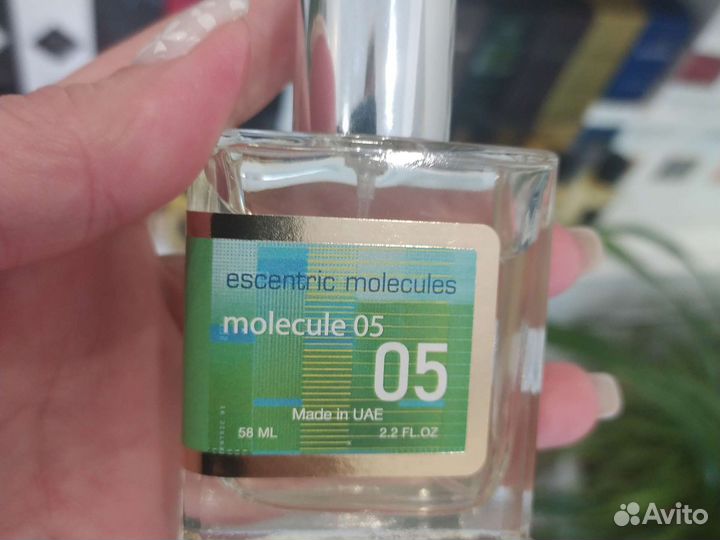 escentric molecules
molecule 05
05
Made in UAE
58 ML 2.2 FL.OZ
Avito